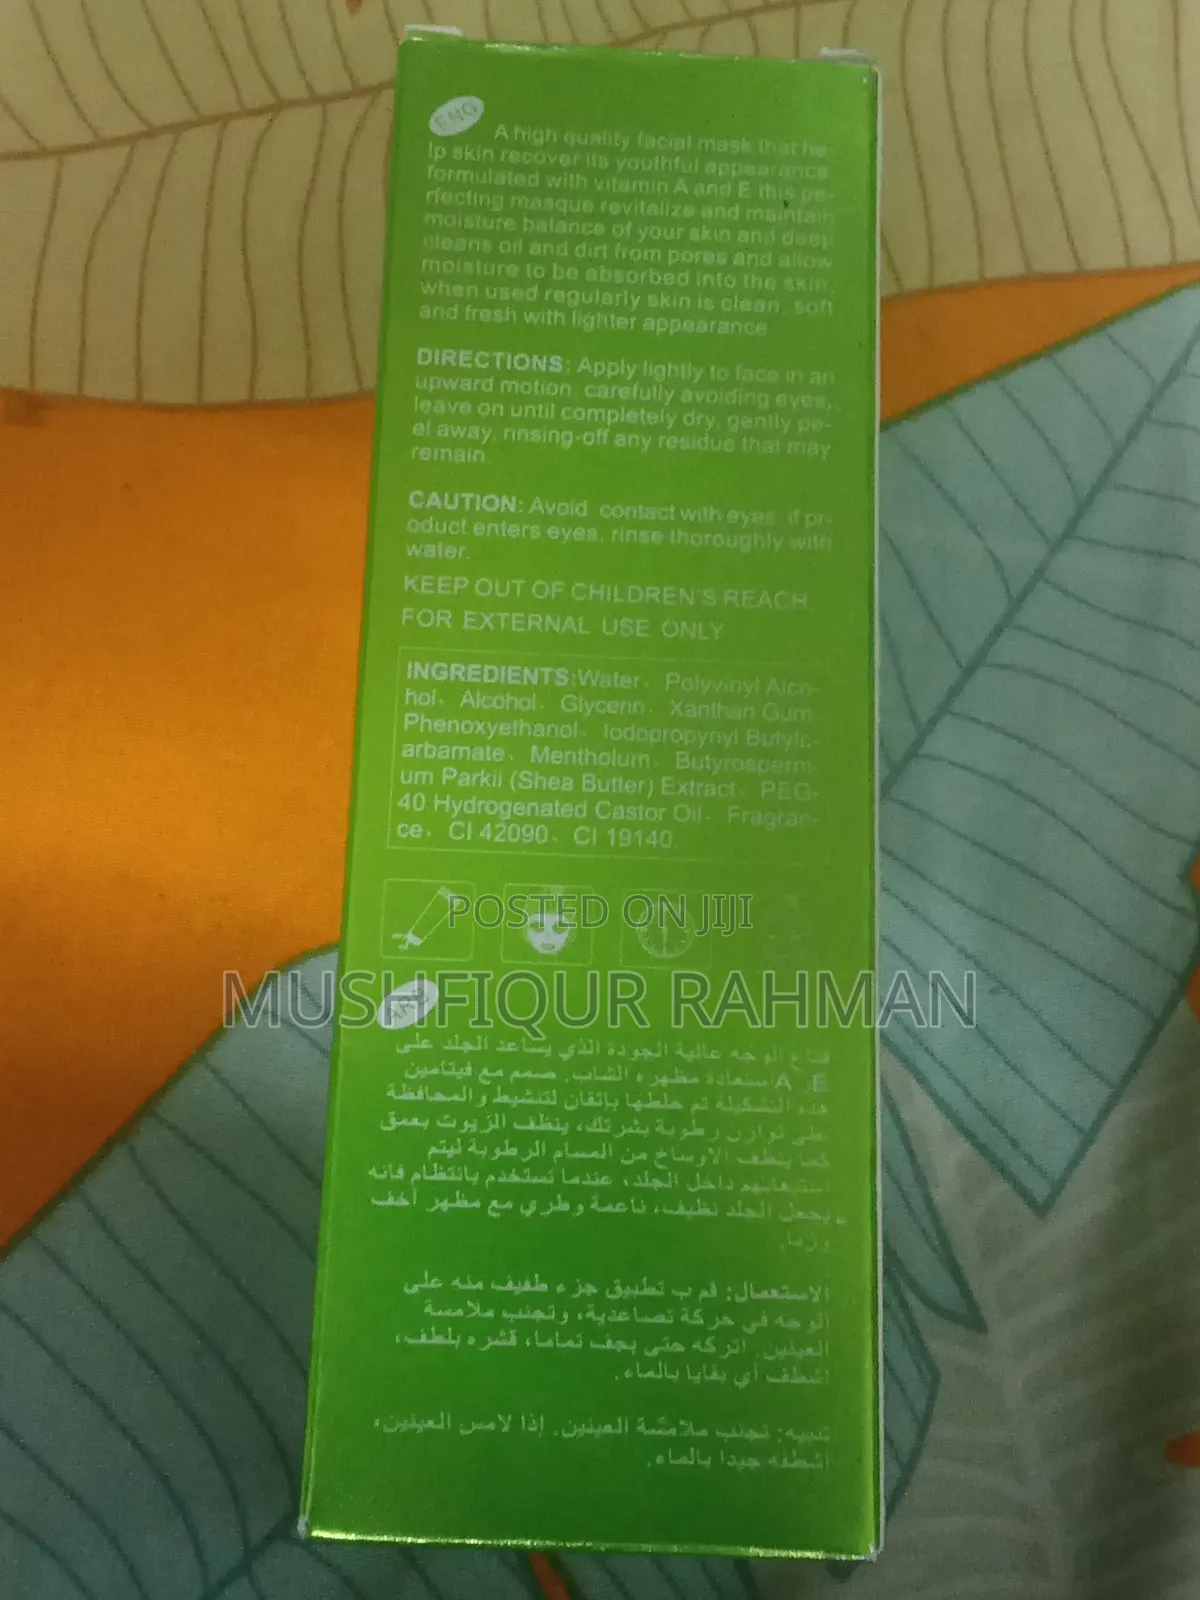 ENG
A high quality facial mask that he-
lp skin recover its youthful appearance.
formulated with vitamin A and E this pe-
rfecting masque revitalize and maintain
moisture balance of your skin and deep
cleans oil and dirt from pores and allow
moisture to be absorbed into the skin,
when used regularly skin is clean, soft
and fresh with lighter appearance
DIRECTIONS: Apply lightly to face in an
upward motion, carefully avoiding eyes,
leave on until completely dry, gently pe-
el away, rinsing-off any residue that may
remain.
CAUTION: Avoid contact with eyes, if pr-
oduct enters eyes, rinse thoroughly with
water.
KEEP OUT OF CHILDREN'S REACH
FOR EXTERNAL USE ONLY
INGREDIENTS:Water、Polyvinyl Alco-
hol、Alcohol、Glycerin、Xanthan Gum、
Phenoxyethanol、Iodopropynyl Butylc-
arbamate、Mentholum、Butyrosperm-
um Parkii (Shea Butter) Extract、PEG-
40 Hydrogenated Castor Oil、Fragran-
ce、CI 42090、CI 19140.
POSTED ON JIJI
MUSHFIQUR RAHMAN
ARB
قناع الوجه عالية الجودة الذي يساعد الجلد على
استعادة مظهره الشاب. صمم مع فيتامين A و E
هذه التشكيلة تم خلطها بإتقان لتنشيط والمحافظة
على توازن رطوبة بشرتك، ينظف الزيوت بعمق
كما ينظف الاوساخ من المسام الرطوبة ليتم
استيعابهم داخل الجلد، عندما تستخدم بانتظام فانه
يجعل الجلد نظيف، ناعمة وطري مع مظهر أخف
الاستعمال: قم ب تطبيق جزء طفيف منه على
الوجه في حركة تصاعدية، وتجنب ملامسة
العينين. اتركه حتى يجف تماما، قشره بلطف،
اشطف أي بقايا بالماء.
تنبيه: تجنب ملامشة العينين. إذا لامس العينين،
اشطفه جيدا بالماء.